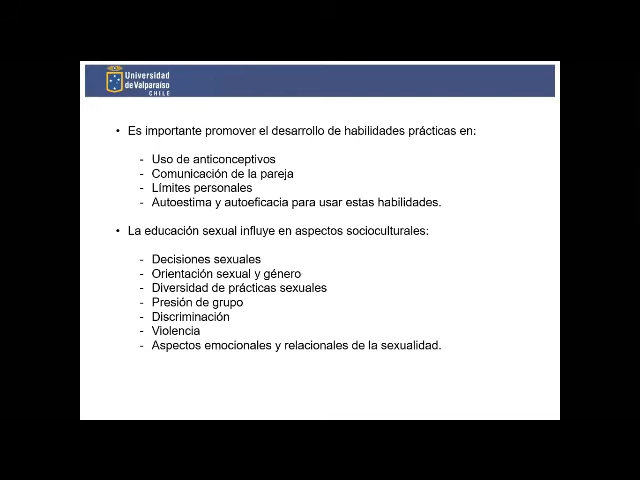 Universidad
de Valparaíso
CHILE
• Es importante promover el desarrollo de habilidades prácticas en:
- Uso de anticonceptivos
- Comunicación de la pareja
- Límites personales
- Autoestima y autoeficacia para usar estas habilidades.
• La educación sexual influye en aspectos socioculturales:
- Decisiones sexuales
- Orientación sexual y género
- Diversidad de prácticas sexuales
- Presión de grupo
- Discriminación
- Violencia
- Aspectos emocionales y relacionales de la sexualidad.